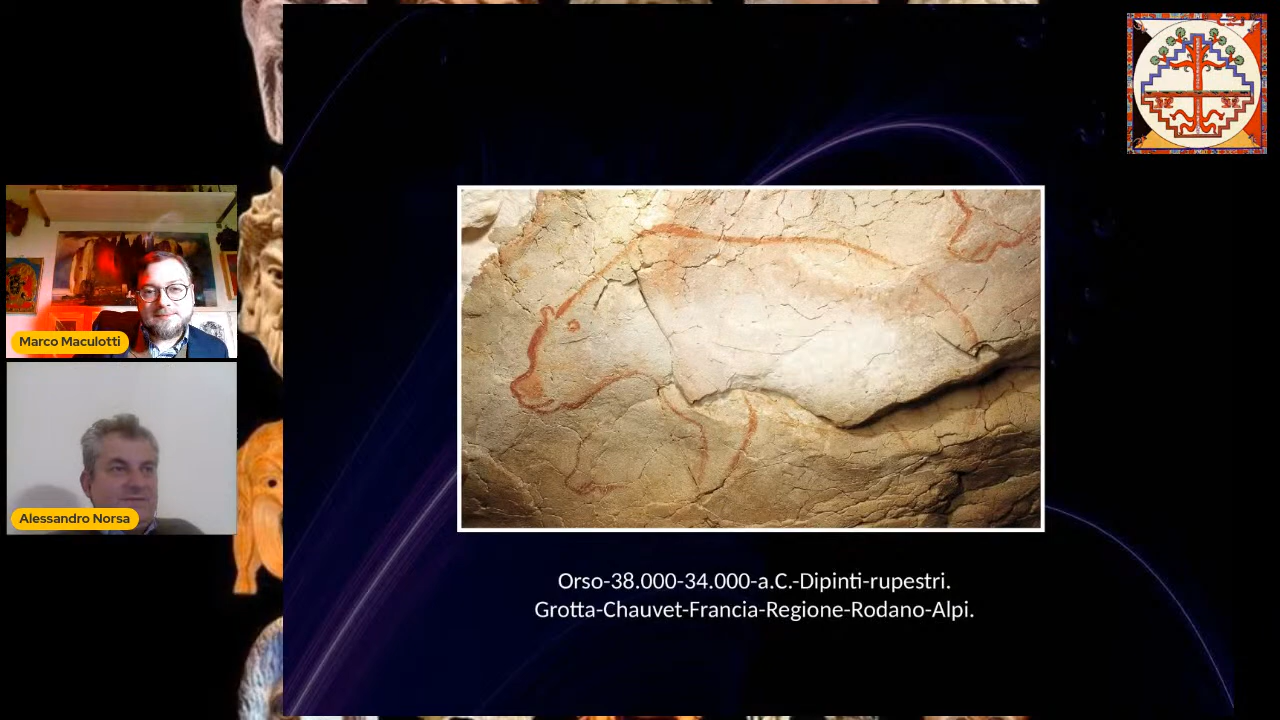 Marco Maculotti
Alessandro Norsa
Orso-38.000-34.000-a.C.-Dipinti-rupestri.
Grotta-Chauvet-Francia-Regione-Rodano-Alpi.